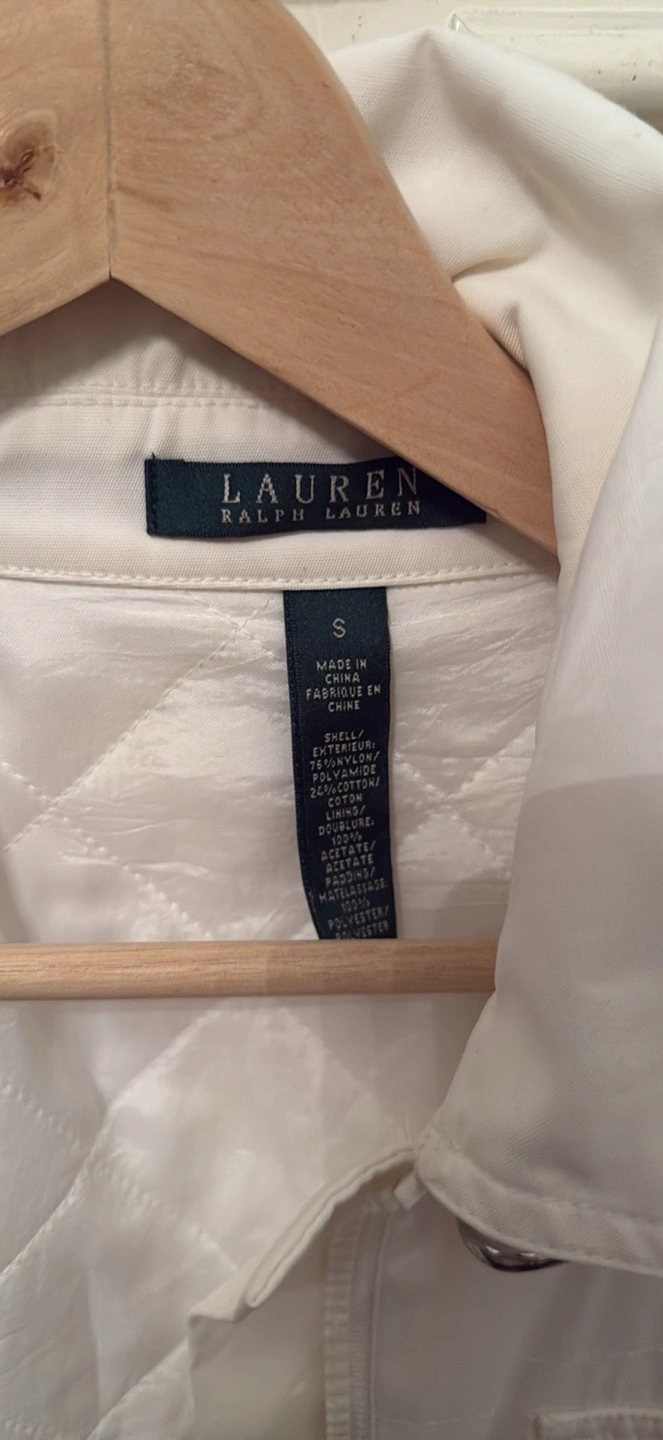 LAUREN
RALPH LAUREN
S
MADE IN
CHINA
FABRIQUE EN
CHINE
SHELL/
EXTERIEUR:
76%NYLON/
POLYAMIDE
24%COTTON/
COTON
LINING/
DOUBLURE:
100%
ACETATE/
ACETATE
PADDING/
MATELASSAGE:
100%
POLYESTER/
POLYESTER